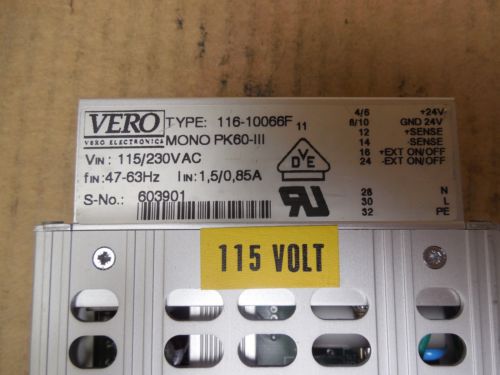 VERO
VERO ELECTRONICS
TYPE: 116-10066F 11
MONO PK60-III
VIN: 115/230VAC
fIN: 47-63Hz IIN: 1,5/0,85A
S-No.: 603901
DVE
4/6 +24V-
8/10 GND 24V
12 +SENSE
14 -SENSE
16 +EXT ON/OFF
24 -EXT ON/OFF
28 N
30 L
32 PE
115 VOLT